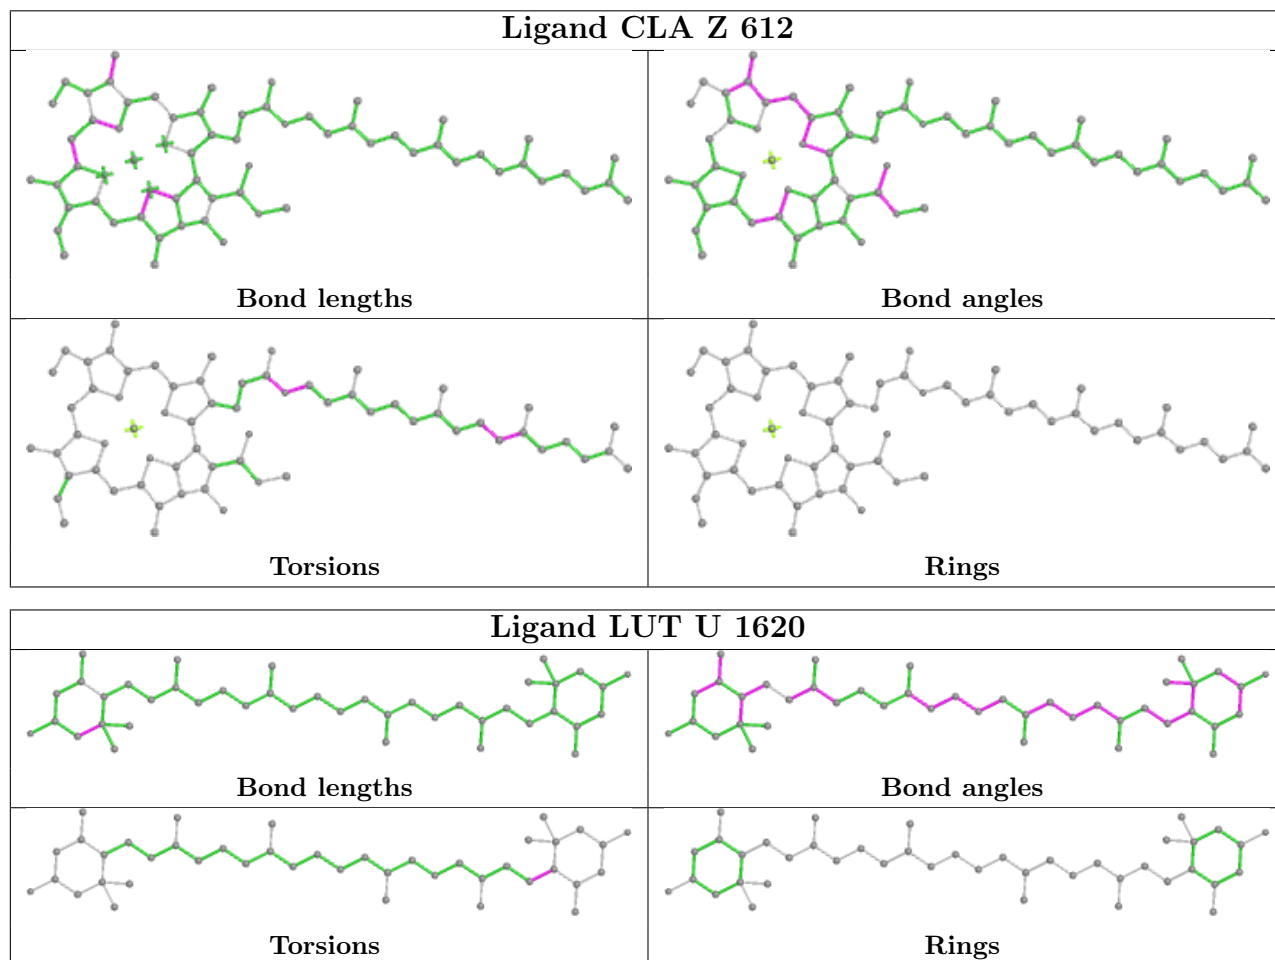 Ligand CLA Z 612
Bond lengths
Bond angles
Torsions
Rings
Ligand LUT U 1620
Bond lengths
Bond angles
Torsions
Rings